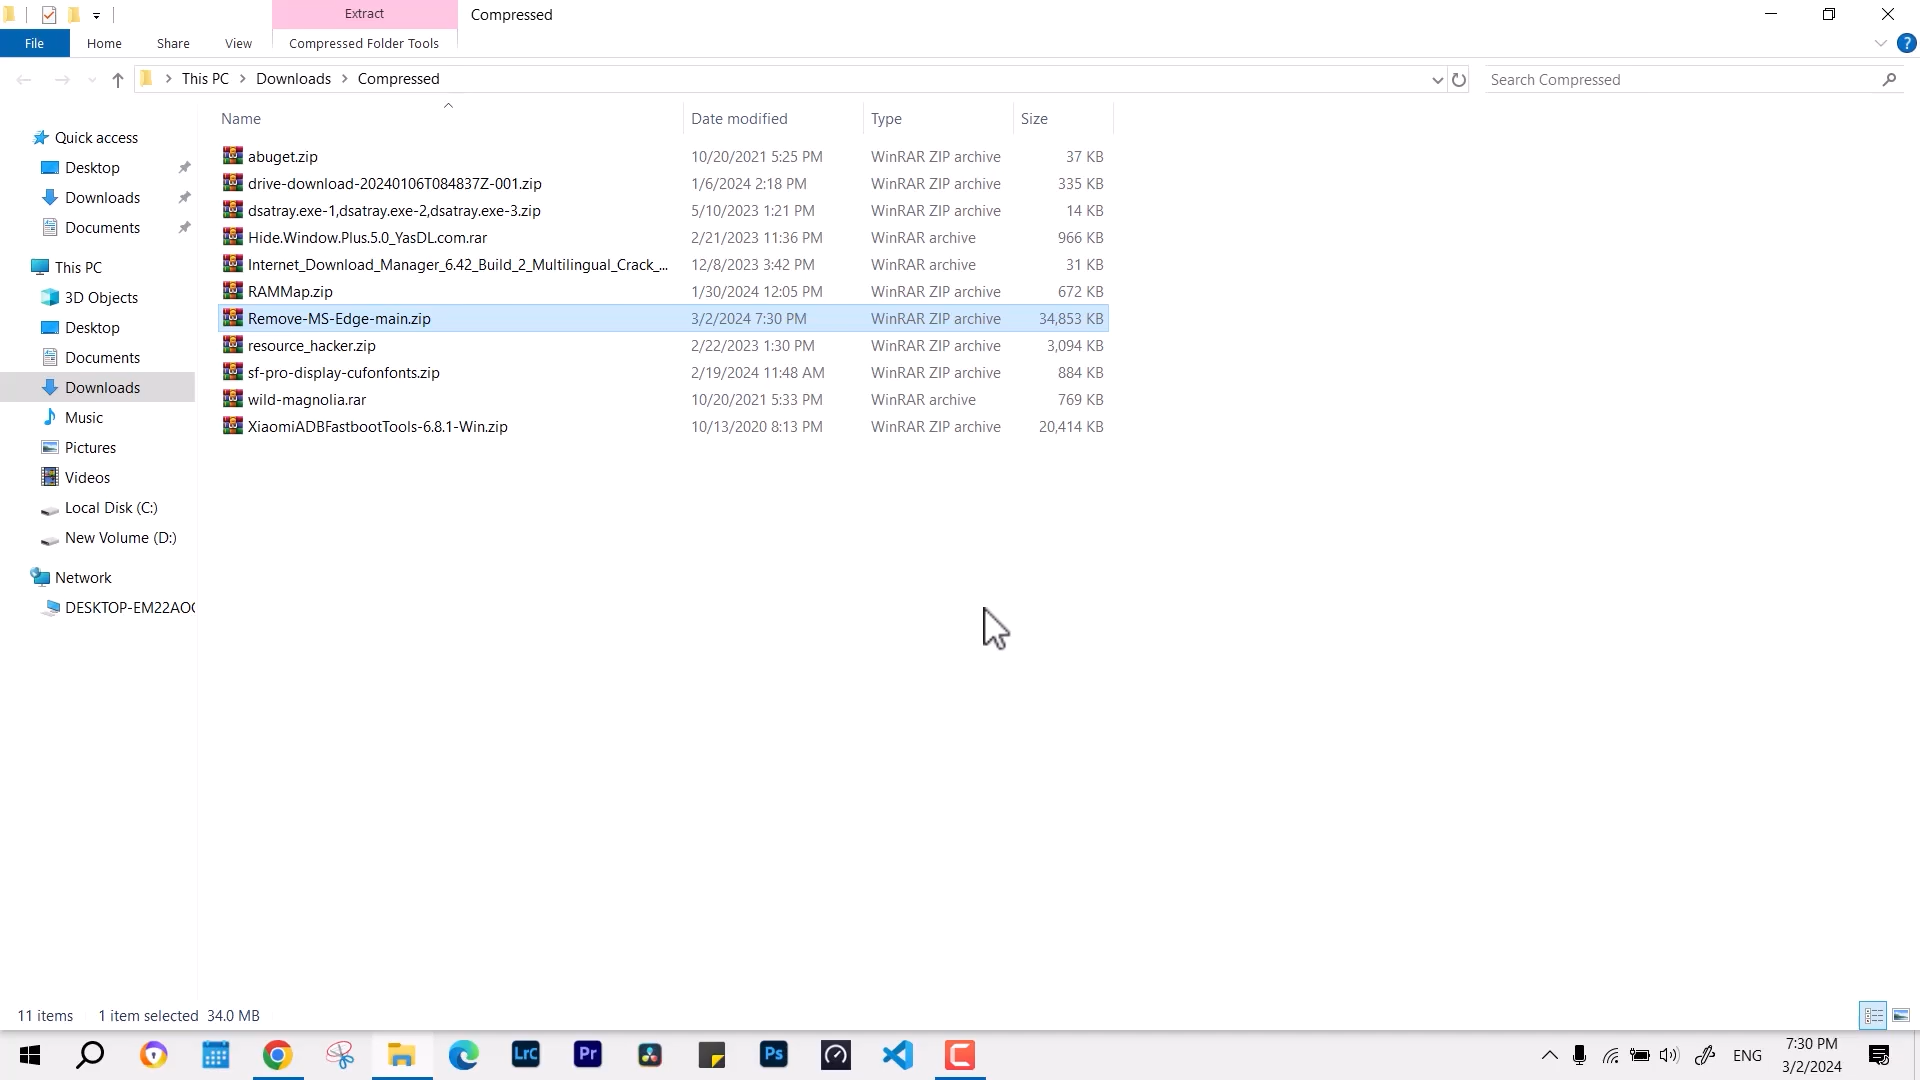 Extract
Compressed
File
Home
Share
View
Compressed Folder Tools
?
This PC
Downloads
Compressed
Search Compressed
Name
Date modified
Type
Size
Quick access
Desktop
Downloads
Documents
This PC
3D Objects
Desktop
Documents
Downloads
Music
Pictures
Videos
Local Disk (C:)
New Volume (D:)
Network
DESKTOP-EM22AO
abuget.zip 10/20/2021 5:25 PM WinRAR ZIP archive 37 KB
drive-download-20240106T084837Z-001.zip 1/6/2024 2:18 PM WinRAR ZIP archive 335 KB
dsatray.exe-1,dsatray.exe-2,dsatray.exe-3.zip 5/10/2023 1:21 PM WinRAR ZIP archive 14 KB
Hide.Window.Plus.5.0_YasDL.com.rar 2/21/2023 11:36 PM WinRAR archive 966 KB
Internet_Download_Manager_6.42_Build_2_Multilingual_Crack_... 12/8/2023 3:42 PM WinRAR archive 31 KB
RAMMap.zip 1/30/2024 12:05 PM WinRAR ZIP archive 672 KB
Remove-MS-Edge-main.zip 3/2/2024 7:30 PM WinRAR ZIP archive 34,853 KB
resource_hacker.zip 2/22/2023 1:30 PM WinRAR ZIP archive 3,094 KB
sf-pro-display-cufonfonts.zip 2/19/2024 11:48 AM WinRAR ZIP archive 884 KB
wild-magnolia.rar 10/20/2021 5:33 PM WinRAR archive 769 KB
XiaomiADBFastbootTools-6.8.1-Win.zip 10/13/2020 8:13 PM WinRAR ZIP archive 20,414 KB
11 items 1 item selected 34.0 MB
LrC
Pr
Ps
ENG
7:30 PM
3/2/2024